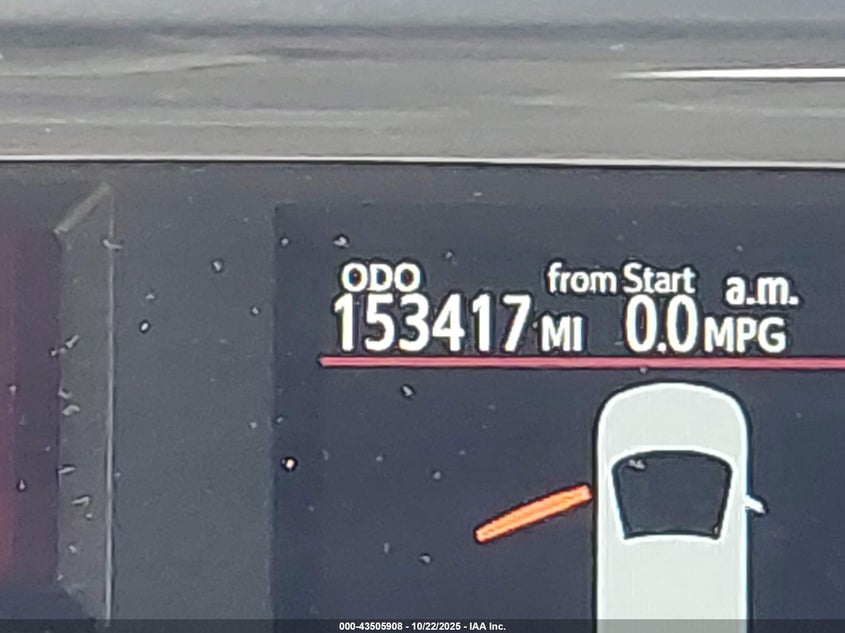 ODO from Start a.m.
153417 MI 0.0 MPG
000-43505908 - 10/22/2025 - IAA Inc.